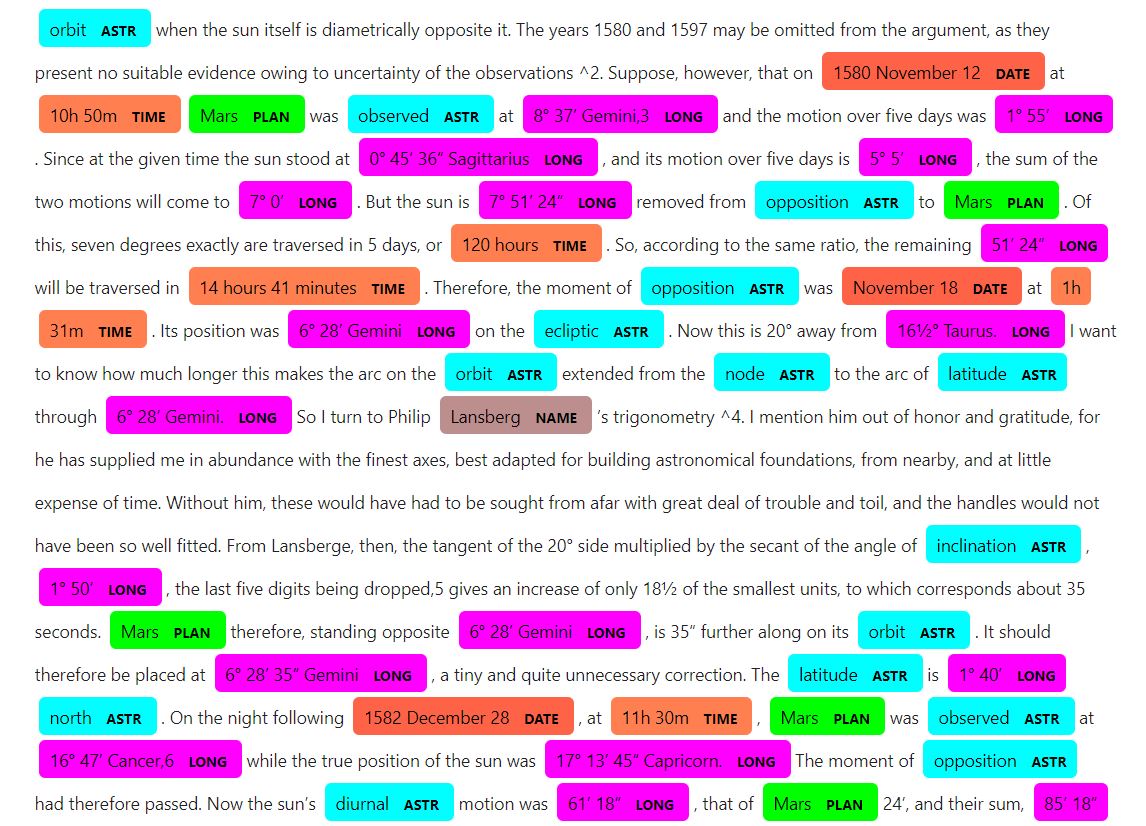 orbit ASTR when the sun itself is diametrically opposite it. The years 1580 and 1597 may be omitted from the argument, as they
present no suitable evidence owing to uncertainty of the observations ^2. Suppose, however, that on 1580 November 12 DATE at
10h 50m TIME Mars PLAN was observed ASTR at 8° 37′ Gemini,3 LONG and the motion over five days was 1° 55′ LONG
. Since at the given time the sun stood at 0° 45′ 36″ Sagittarius LONG , and its motion over five days is 5° 5′ LONG , the sum of the
two motions will come to 7° 0′ LONG . But the sun is 7° 51′ 24″ LONG removed from opposition ASTR to Mars PLAN . Of
this, seven degrees exactly are traversed in 5 days, or 120 hours TIME . So, according to the same ratio, the remaining 51′ 24″ LONG
will be traversed in 14 hours 41 minutes TIME . Therefore, the moment of opposition ASTR was November 18 DATE at 1h
31m TIME . Its position was 6° 28′ Gemini LONG on the ecliptic ASTR . Now this is 20° away from 16½° Taurus. LONG I want
to know how much longer this makes the arc on the orbit ASTR extended from the node ASTR to the arc of latitude ASTR
through 6° 28′ Gemini. LONG So I turn to Philip Lansberg NAME 's trigonometry ^4. I mention him out of honor and gratitude, for
he has supplied me in abundance with the finest axes, best adapted for building astronomical foundations, from nearby, and at little
expense of time. Without him, these would have had to be sought from afar with great deal of trouble and toil, and the handles would not
have been so well fitted. From Lansberge, then, the tangent of the 20° side multiplied by the secant of the angle of inclination ASTR ,
1° 50′ LONG , the last five digits being dropped,5 gives an increase of only 18½ of the smallest units, to which corresponds about 35
seconds. Mars PLAN therefore, standing opposite 6° 28′ Gemini LONG , is 35″ further along on its orbit ASTR . It should
therefore be placed at 6° 28′ 35″ Gemini LONG , a tiny and quite unnecessary correction. The latitude ASTR is 1° 40′ LONG
north ASTR . On the night following 1582 December 28 DATE , at 11h 30m TIME , Mars PLAN was observed ASTR at
16° 47′ Cancer,6 LONG while the true position of the sun was 17° 13′ 45″ Capricorn. LONG The moment of opposition ASTR
had therefore passed. Now the sun's diurnal ASTR motion was 61′ 18″ LONG , that of Mars PLAN 24′, and their sum, 85′ 18″